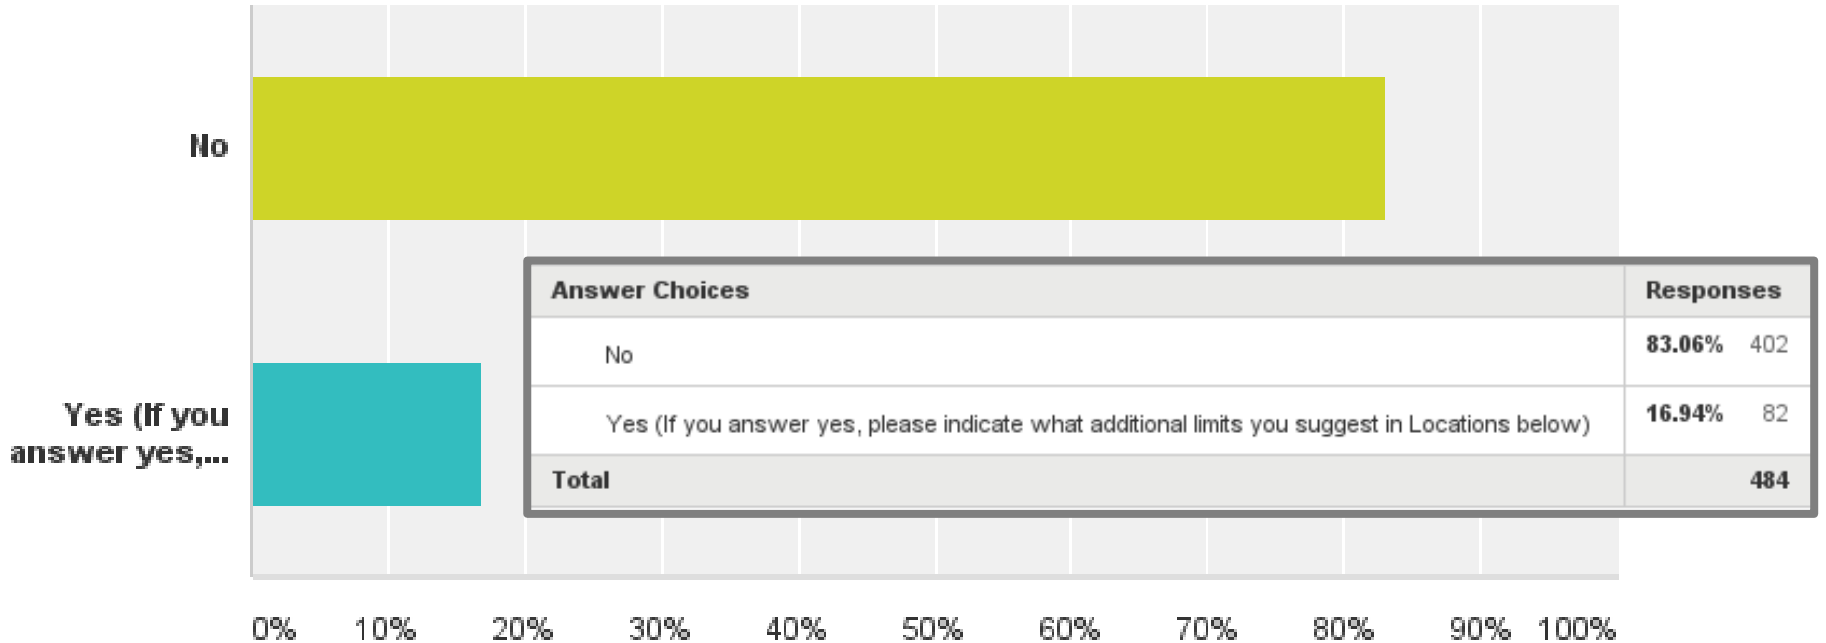 No
Answer Choices Responses
No 83.06% 402
Yes (If you answer yes, please indicate what additional limits you suggest in Locations below) 16.94% 82
Total 484
Yes (If you
answer yes,...
0% 10% 20% 30% 40% 50% 60% 70% 80% 90% 100%